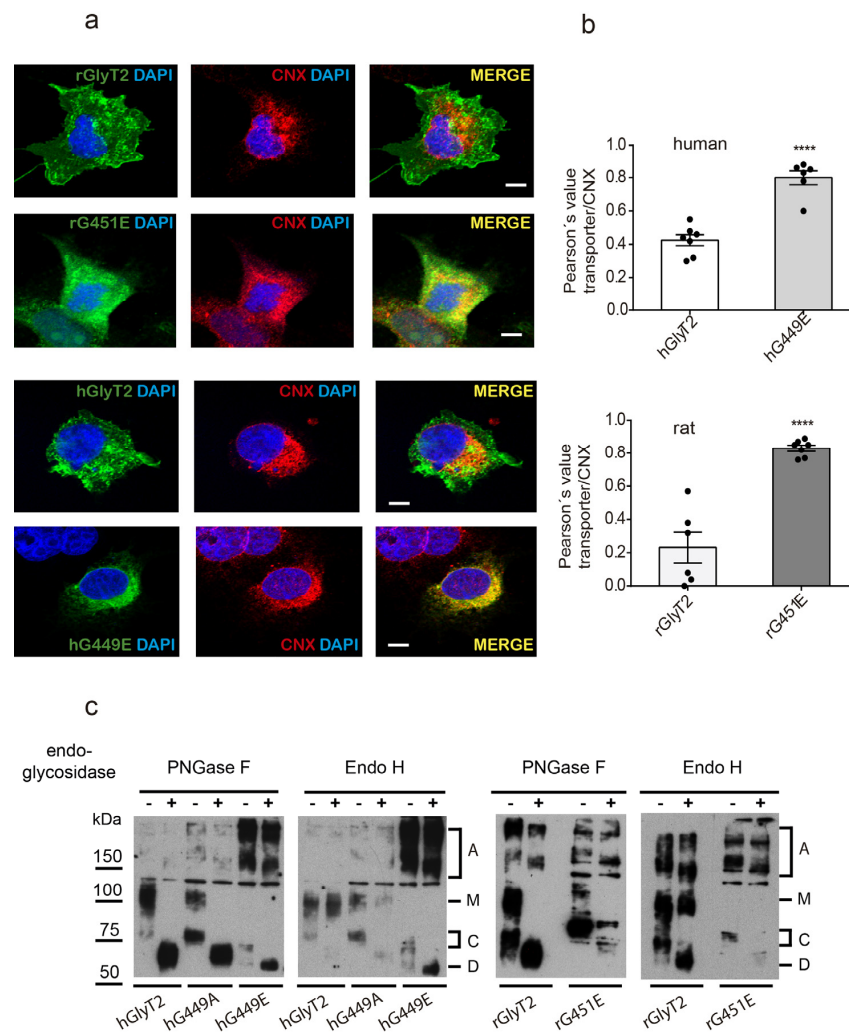 a
rGlyT2 DAPI
CNX DAPI
MERGE
rG451E DAPI
CNX DAPI
MERGE
hGlyT2 DAPI
CNX DAPI
MERGE
hG449E DAPI
CNX DAPI
MERGE
b
human
****
Pearson´s value
transporter/CNX
1.0
0.8
0.6
0.4
0.2
0.0
hGlyT2
hG449E
rat
****
Pearson´s value
transporter/CNX
1.0
0.8
0.6
0.4
0.2
0.0
rGlyT2
rG451E
c
endo-
glycosidase
PNGase F
Endo H
PNGase F
Endo H
- + - + - +
- + - + - +
- + - +
- + - +
kDa
150
100
75
50
A
M
C
D
A
M
C
D
hGlyT2 hG449A hG449E
hGlyT2 hG449A hG449E
rGlyT2 rG451E
rGlyT2 rG451E